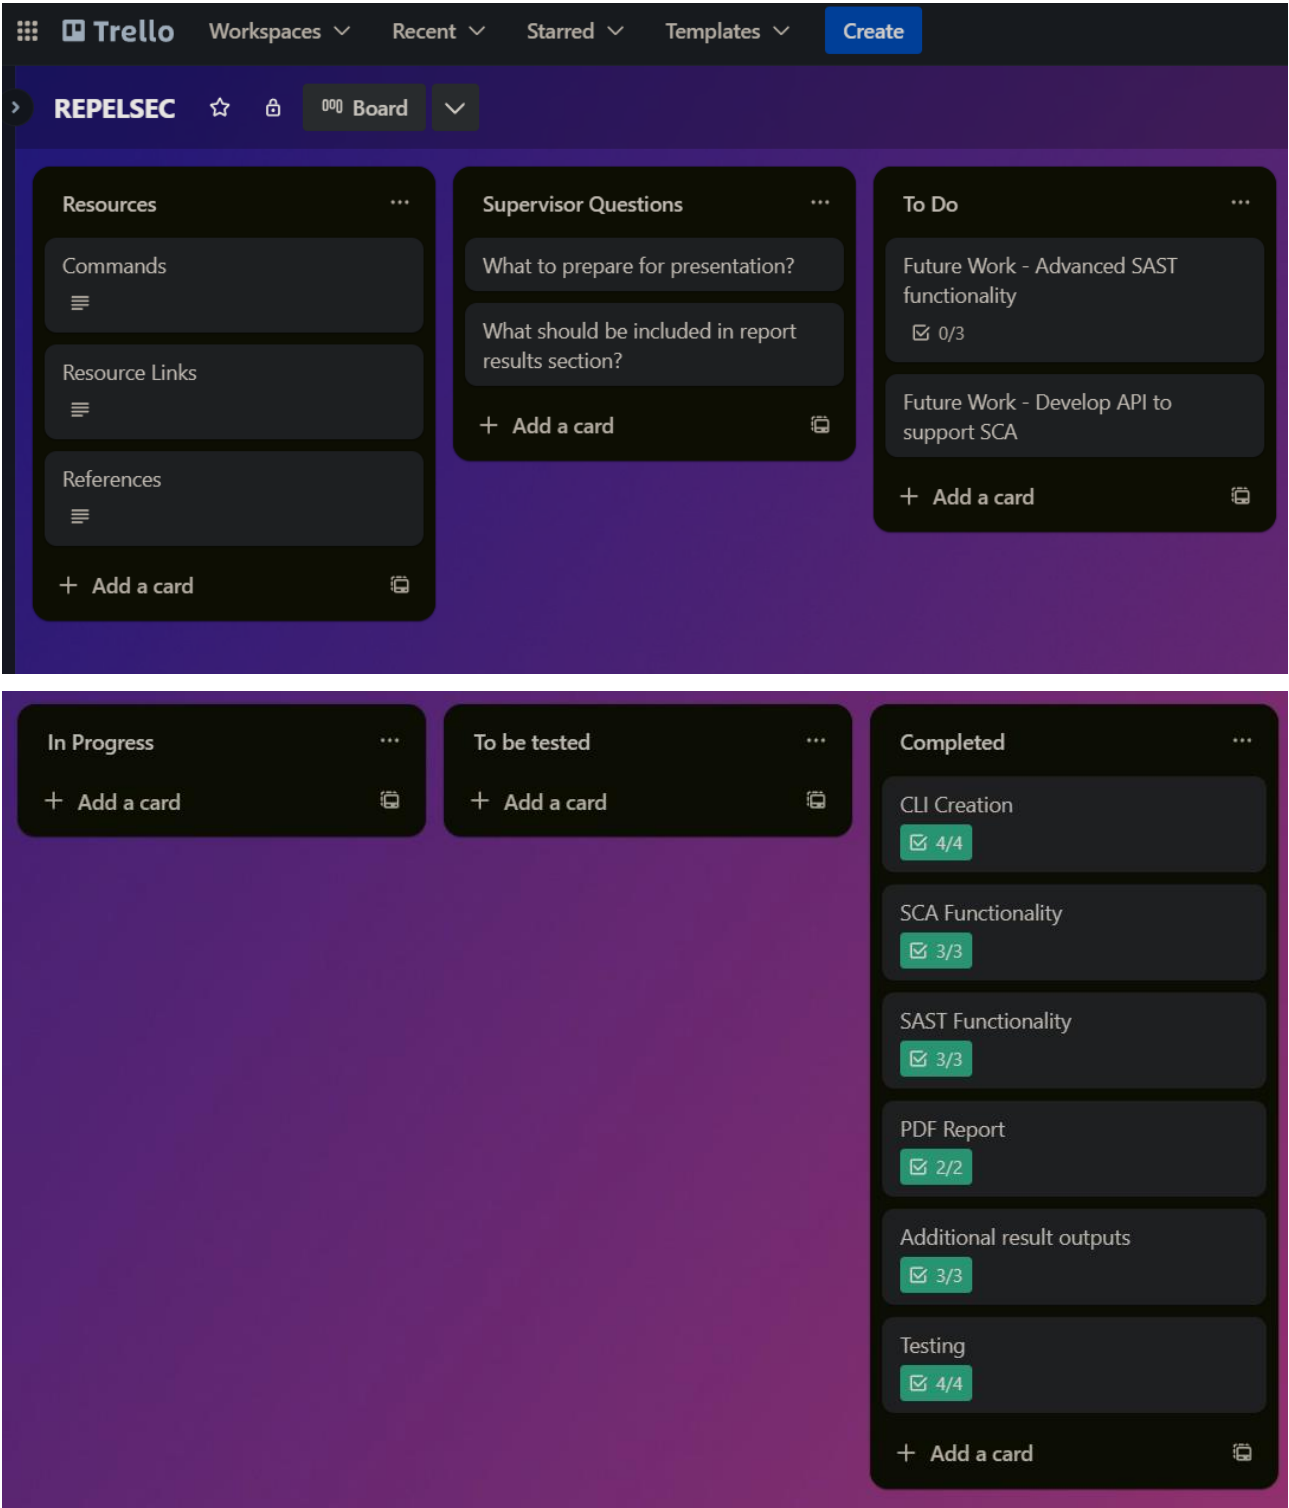 Trello Workspaces Recent Starred Templates Create
REPELSEC Board
Resources
Commands
Resource Links
References
+ Add a card
Supervisor Questions
What to prepare for presentation?
What should be included in report
results section?
+ Add a card
To Do
Future Work - Advanced SAST
functionality
0/3
Future Work - Develop API to
support SCA
+ Add a card
In Progress
+ Add a card
To be tested
+ Add a card
Completed
CLI Creation
4/4
SCA Functionality
3/3
SAST Functionality
3/3
PDF Report
2/2
Additional result outputs
3/3
Testing
4/4
+ Add a card